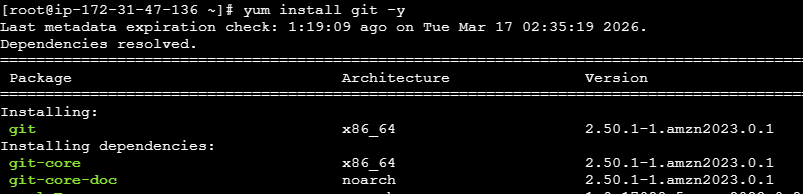 [root@ip-172-31-47-136 ~]# yum install git -y
Last metadata expiration check: 1:19:09 ago on Tue Mar 17 02:35:19 2026.
Dependencies resolved.
Package Architecture Version
Installing:
git x86_64 2.50.1-1.amzn2023.0.1
Installing dependencies:
git-core x86_64 2.50.1-1.amzn2023.0.1
git-core-doc noarch 2.50.1-1.amzn2023.0.1